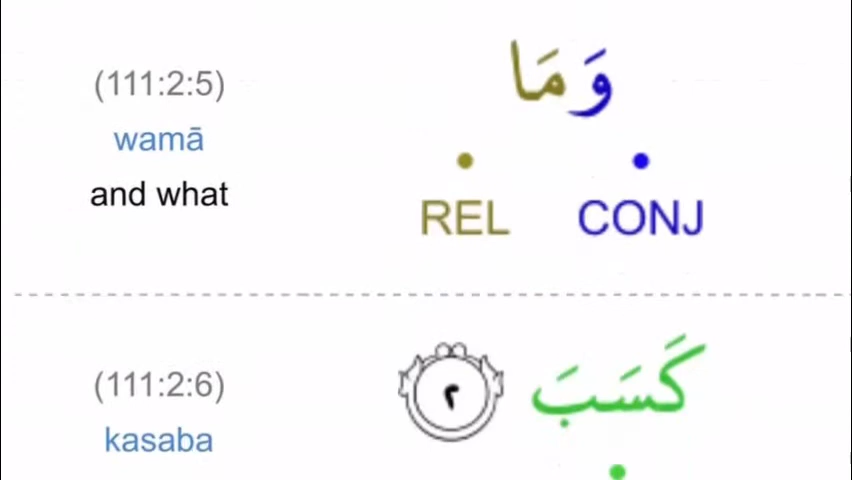 (111:2:5)
wamā
and what
وَمَا
REL CONJ
(111:2:6)
kasaba
كَسَبَ ٢